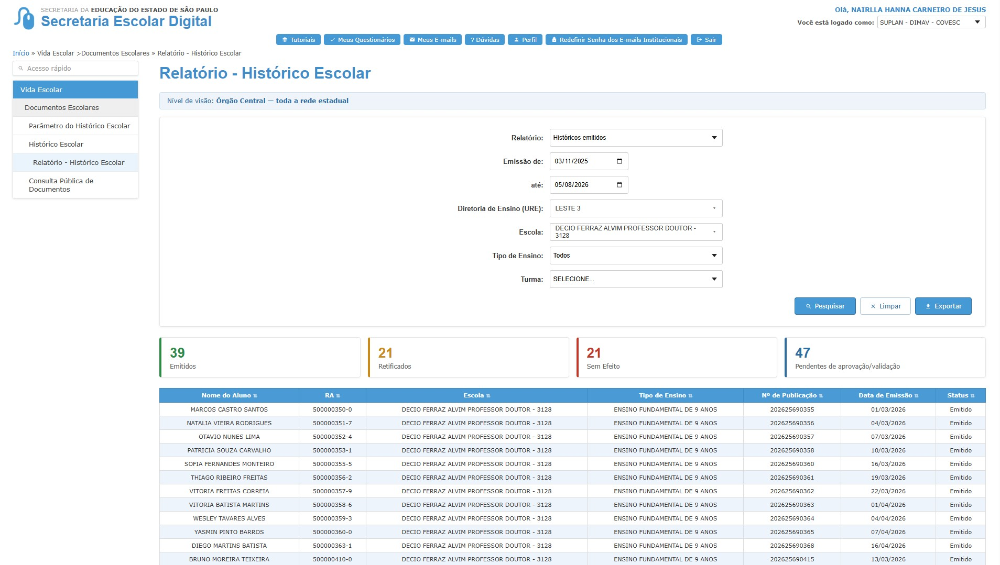 SECRETARIA DA EDUCAÇÃO DO ESTADO DE SÃO PAULO
Secretaria Escolar Digital
Olá, NAIRLLA HANNA CARNEIRO DE JESUS
Você está logado como: SUPLAN - DIMAV - COVESC
Tutoriais Meus Questionários Meus E-mails ? Dúvidas Perfil Redefinir Senha dos E-mails Institucionais Sair
Início » Vida Escolar >Documentos Escolares » Relatório - Histórico Escolar
Acesso rápido
Vida Escolar
Documentos Escolares
Parâmetro do Histórico Escolar
Histórico Escolar
Relatório - Histórico Escolar
Consulta Pública de
Documentos
Relatório - Histórico Escolar
Nível de visão: Órgão Central — toda a rede estadual
Relatório: Históricos emitidos
Emissão de: 03/11/2025
até: 05/08/2026
Diretoria de Ensino (URE): LESTE 3
Escola: DECIO FERRAZ ALVIM PROFESSOR DOUTOR -
3128
Tipo de Ensino: Todos
Turma: SELECIONE...
Pesquisar Limpar Exportar
39
Emitidos
21
Retificados
21
Sem Efeito
47
Pendentes de aprovação/validação
Nome do Aluno RA Escola Tipo de Ensino Nº de Publicação Data de Emissão Status
MARCOS CASTRO SANTOS 500000350-0 DECIO FERRAZ ALVIM PROFESSOR DOUTOR - 3128 ENSINO FUNDAMENTAL DE 9 ANOS 202625690355 01/03/2026 Emitido
NATALIA VIEIRA RODRIGUES 500000351-7 DECIO FERRAZ ALVIM PROFESSOR DOUTOR - 3128 ENSINO FUNDAMENTAL DE 9 ANOS 202625690356 04/03/2026 Emitido
OTAVIO NUNES LIMA 500000352-4 DECIO FERRAZ ALVIM PROFESSOR DOUTOR - 3128 ENSINO FUNDAMENTAL DE 9 ANOS 202625690357 07/03/2026 Emitido
PATRICIA SOUZA CARVALHO 500000353-1 DECIO FERRAZ ALVIM PROFESSOR DOUTOR - 3128 ENSINO FUNDAMENTAL DE 9 ANOS 202625690358 10/03/2026 Emitido
SOFIA FERNANDES MONTEIRO 500000355-5 DECIO FERRAZ ALVIM PROFESSOR DOUTOR - 3128 ENSINO FUNDAMENTAL DE 9 ANOS 202625690360 16/03/2026 Emitido
THIAGO RIBEIRO FREITAS 500000356-2 DECIO FERRAZ ALVIM PROFESSOR DOUTOR - 3128 ENSINO FUNDAMENTAL DE 9 ANOS 202625690361 19/03/2026 Emitido
VITORIA FREITAS CORREIA 500000357-9 DECIO FERRAZ ALVIM PROFESSOR DOUTOR - 3128 ENSINO FUNDAMENTAL DE 9 ANOS 202625690362 22/03/2026 Emitido
VITORIA BATISTA MARTINS 500000358-6 DECIO FERRAZ ALVIM PROFESSOR DOUTOR - 3128 ENSINO FUNDAMENTAL DE 9 ANOS 202625690363 01/04/2026 Emitido
WESLEY TAVARES ALVES 500000359-3 DECIO FERRAZ ALVIM PROFESSOR DOUTOR - 3128 ENSINO FUNDAMENTAL DE 9 ANOS 202625690364 04/04/2026 Emitido
YASMIN PINTO BARROS 500000360-0 DECIO FERRAZ ALVIM PROFESSOR DOUTOR - 3128 ENSINO FUNDAMENTAL DE 9 ANOS 202625690365 07/04/2026 Emitido
DIEGO MARTINS BATISTA 500000363-1 DECIO FERRAZ ALVIM PROFESSOR DOUTOR - 3128 ENSINO FUNDAMENTAL DE 9 ANOS 202625690368 16/04/2026 Emitido
BRUNO MOREIRA TEIXEIRA 500000410-0 DECIO FERRAZ ALVIM PROFESSOR DOUTOR - 3128 ENSINO FUNDAMENTAL DE 9 ANOS 202625690415 13/03/2026 Emitido